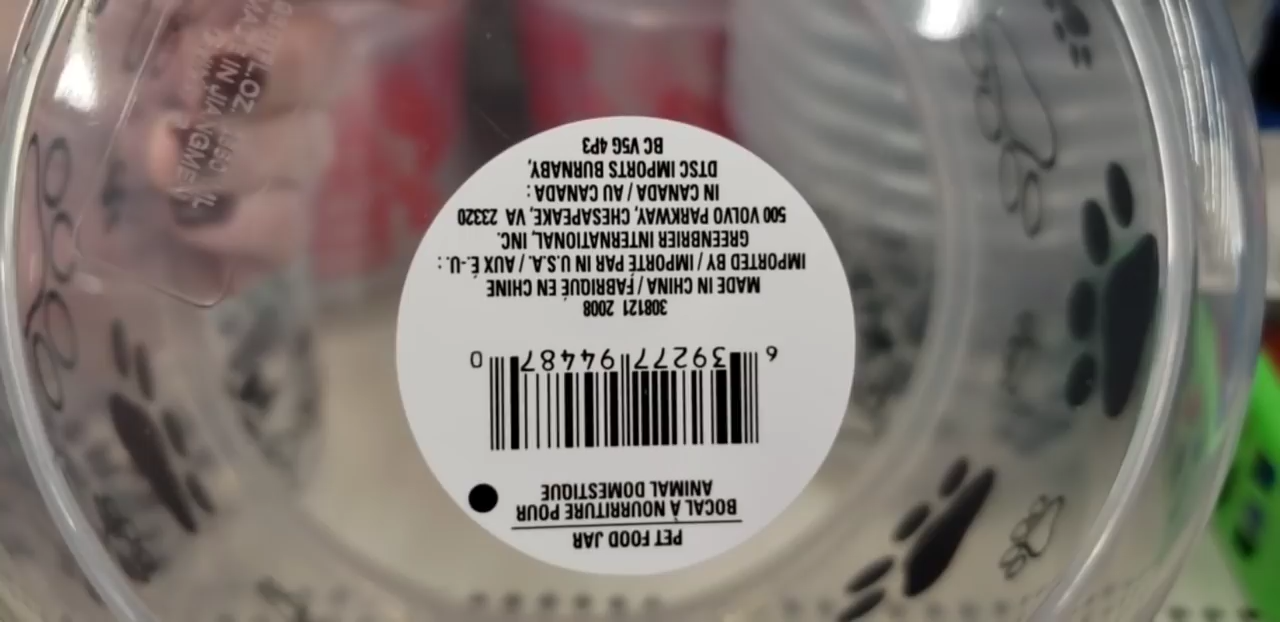 PET FOOD JAR
BOCAL À NOURRITURE POUR
ANIMAL DOMESTIQUE
6 39277 94487 0
308121 2008
MADE IN CHINA / FABRIQUÉ EN CHINE
IMPORTED BY / IMPORTÉ PAR IN U.S.A. / AUX É.-U. :
GREENBRIER INTERNATIONAL, INC.
500 VOLVO PARKWAY, CHESAPEAKE, VA 23320
IN CANADA / AU CANADA :
DTSC IMPORTS BURNABY,
BC V5G 4P3